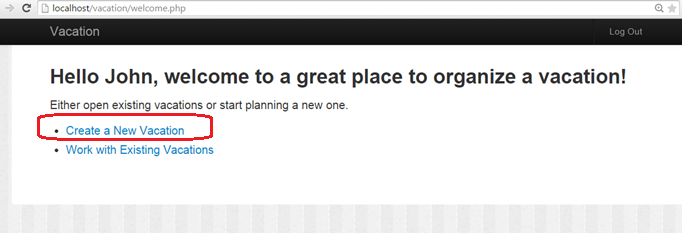 localhost/vacation/welcome.php
Vacation Log Out
Hello John, welcome to a great place to organize a vacation!
Either open existing vacations or start planning a new one.
• Create a New Vacation
• Work with Existing Vacations